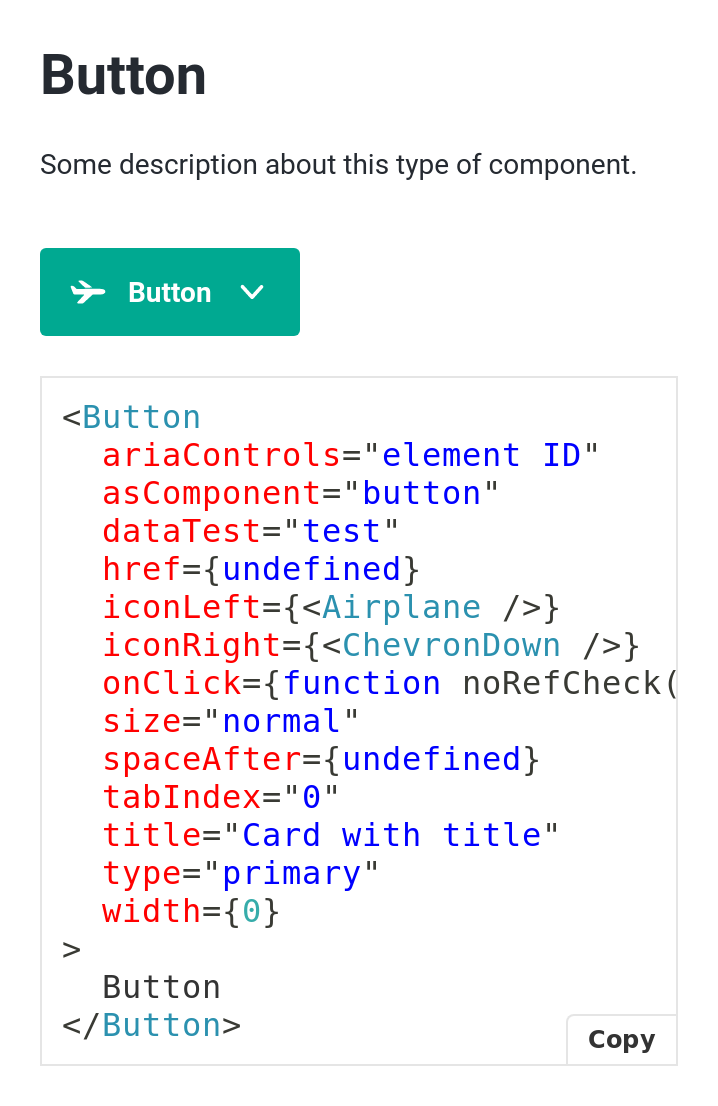 Button
Some description about this type of component.
Button
<Button
  ariaControls="element ID"
  asComponent="button"
  dataTest="test"
  href={undefined}
  iconLeft={<Airplane />}
  iconRight={<ChevronDown />}
  onClick={function noRefCheck(
  size="normal"
  spaceAfter={undefined}
  tabIndex="0"
  title="Card with title"
  type="primary"
  width={0}
>
  Button
</Button>
Copy